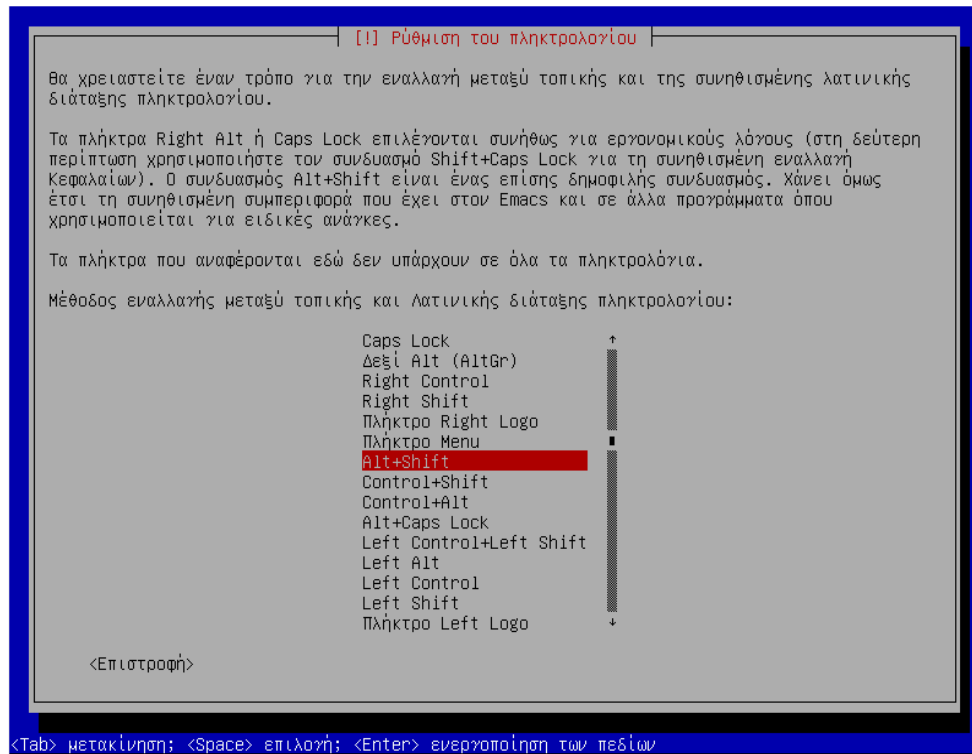 [!] Ρύθμιση του πληκτρολογίου
Θα χρειαστείτε έναν τρόπο για την εναλλαγή μεταξύ τοπικής και της συνηθισμένης λατινικής
διάταξης πληκτρολογίου.
Τα πλήκτρα Right Alt ή Caps Lock επιλέγονται συνήθως για εργονομικούς λόγους (στη δεύτερη
περίπτωση χρησιμοποιήστε τον συνδυασμό Shift+Caps Lock για τη συνηθισμένη εναλλαγή
Κεφαλαίων). Ο συνδυασμός Alt+Shift είναι ένας επίσης δημοφιλής συνδυασμός. Χάνει όμως
έτσι τη συνηθισμένη συμπεριφορά που έχει στον Emacs και σε άλλα προγράμματα όπου
χρησιμοποιείται για ειδικές ανάγκες.
Τα πλήκτρα που αναφέρονται εδώ δεν υπάρχουν σε όλα τα πληκτρολόγια.
Μέθοδος εναλλαγής μεταξύ τοπικής και Λατινικής διάταξης πληκτρολογίου:
Caps Lock
Δεξί Alt (AltGr)
Right Control
Right Shift
Πλήκτρο Right Logo
Πλήκτρο Menu
Alt+Shift
Control+Shift
Control+Alt
Alt+Caps Lock
Left Control+Left Shift
Left Alt
Left Control
Left Shift
Πλήκτρο Left Logo
<Επιστροφή>
<Tab> μετακίνηση; <Space> επιλογή; <Enter> ενεργοποίηση των πεδίων